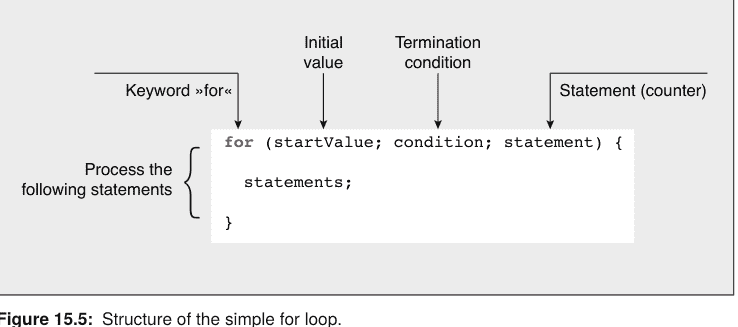 Initial
value
Termination
condition
Keyword »for«
Statement (counter)
for (startValue; condition; statement) {
Process the
following statements
statements;
}
Figure 15.5: Structure of the simple for loop.